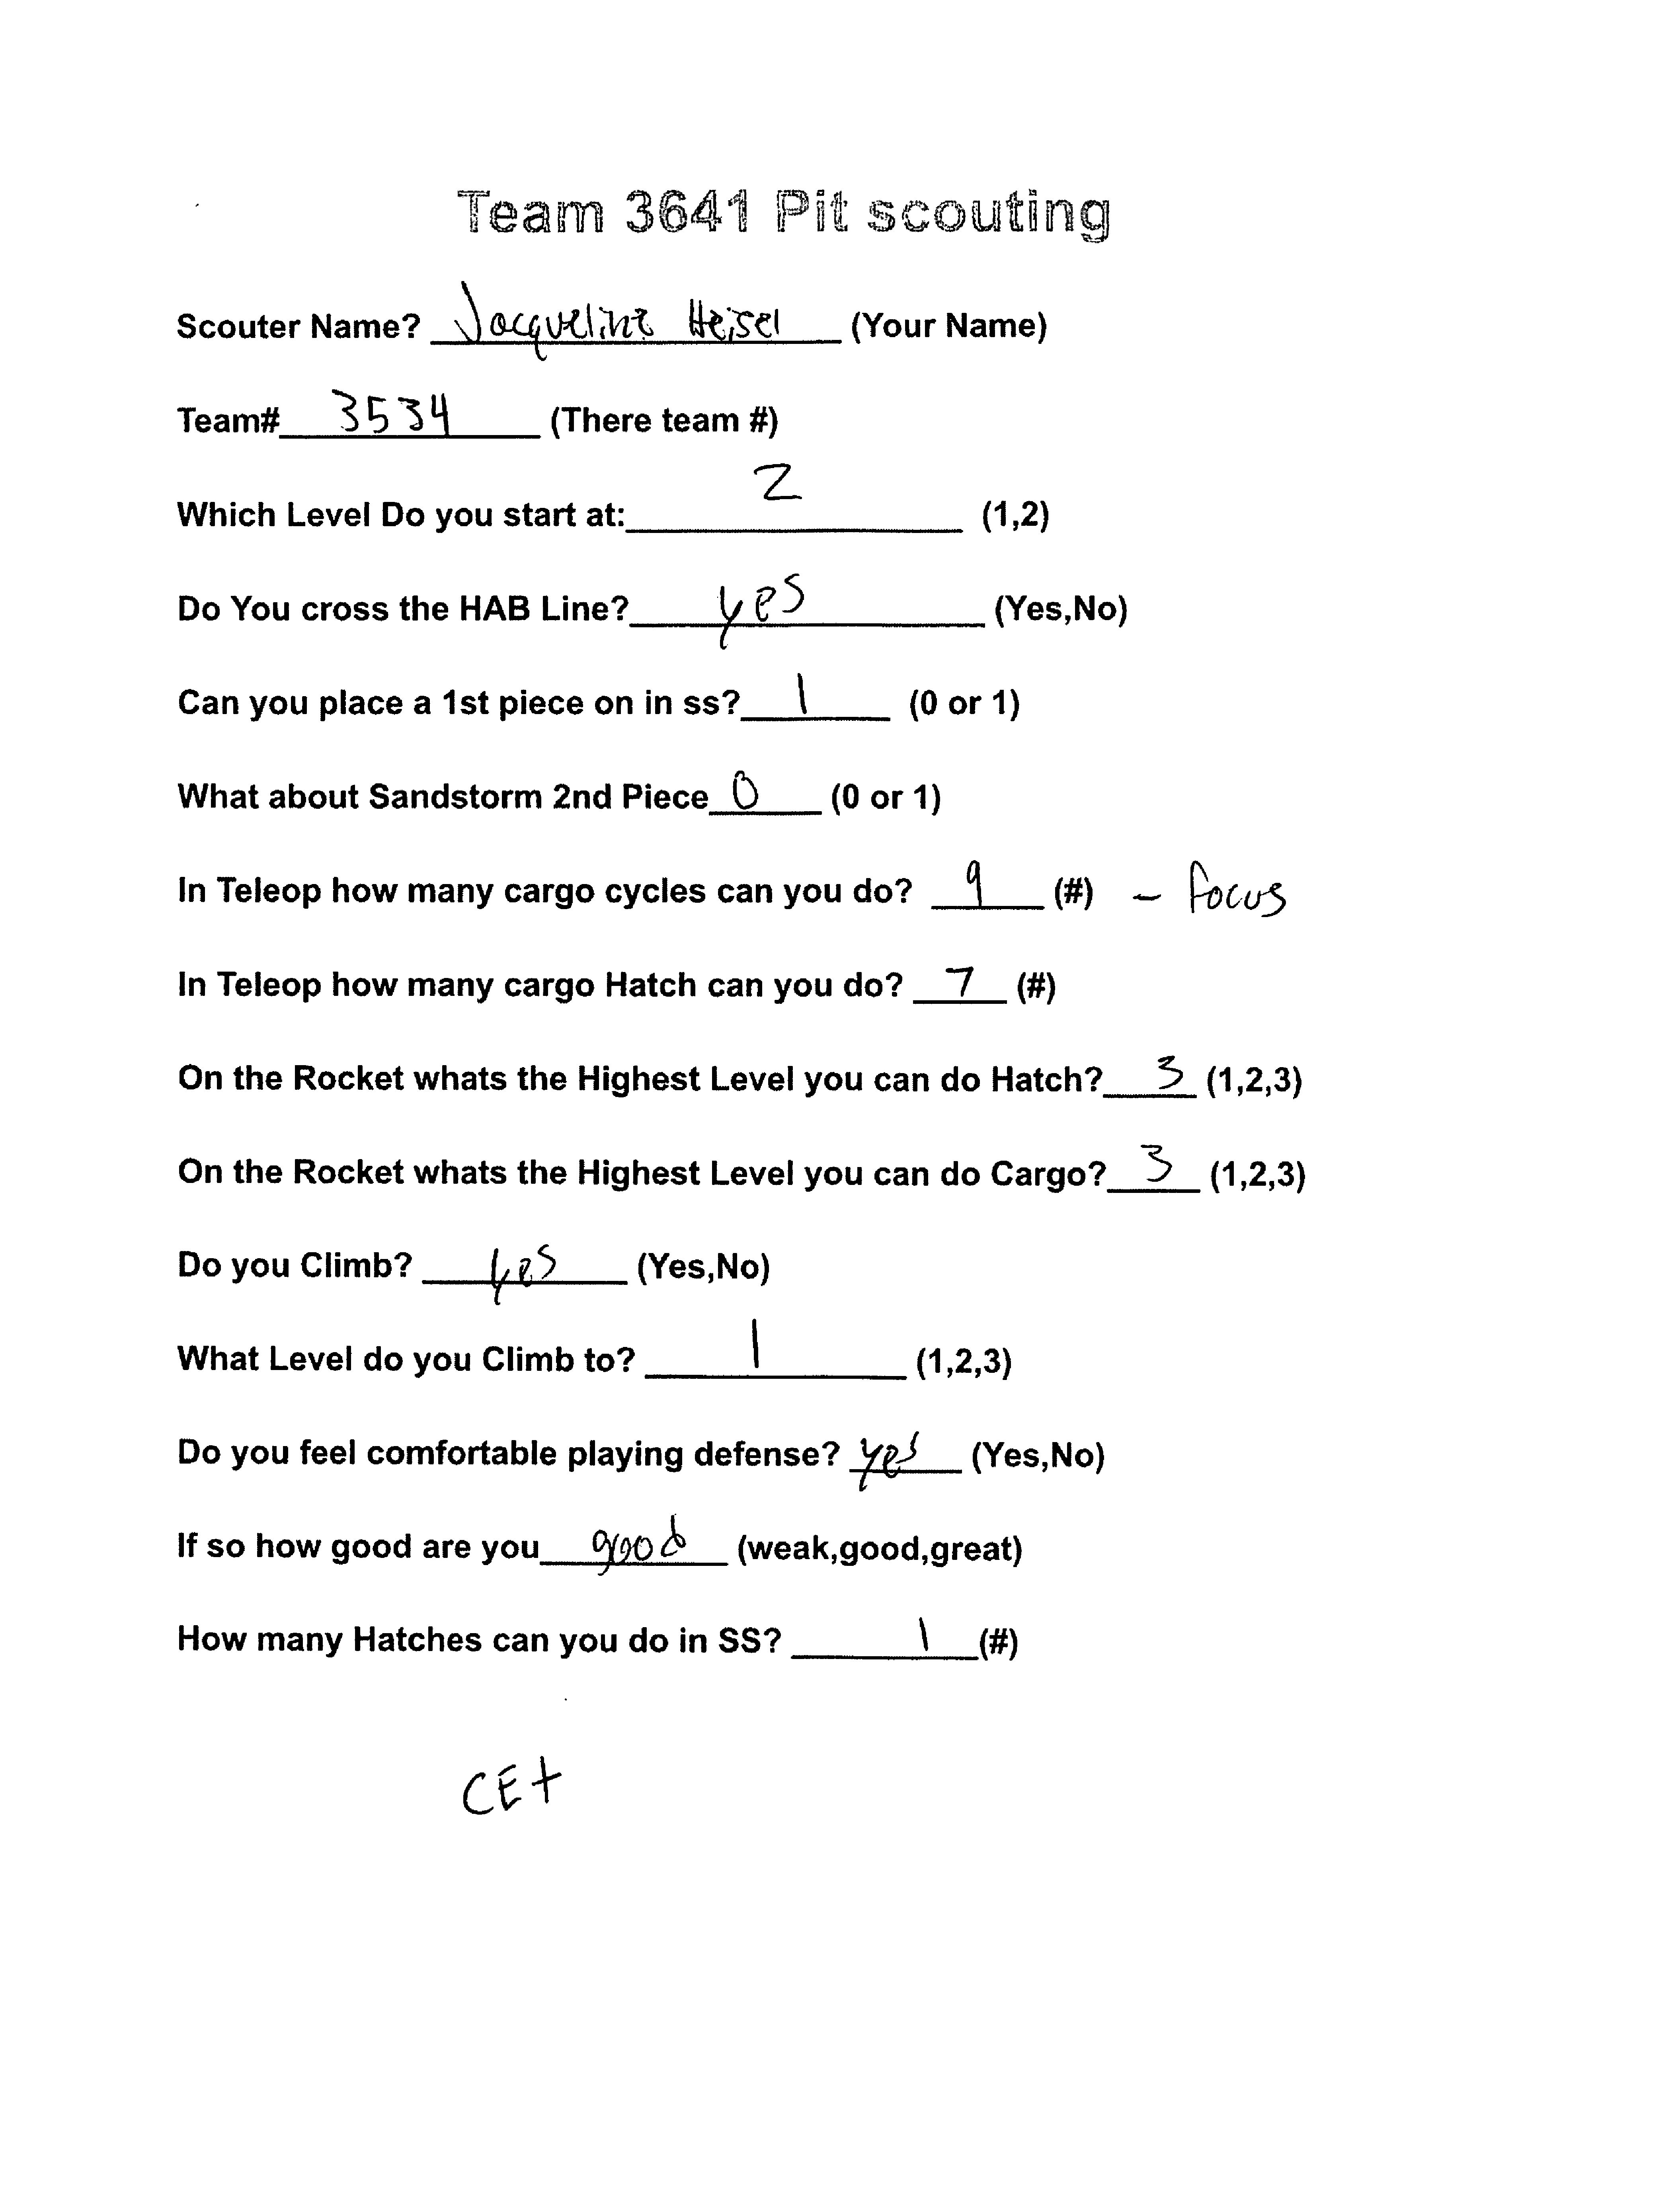 Team 3641 Pit scouting
Scouter Name? Jacqueline Heisel (Your Name)
Team# 3534 (There team #)
Which Level Do you start at: 2 (1,2)
Do You cross the HAB Line? yes (Yes,No)
Can you place a 1st piece on in ss? 1 (0 or 1)
What about Sandstorm 2nd Piece 0 (0 or 1)
In Teleop how many cargo cycles can you do? 9 (#) - focus
In Teleop how many cargo Hatch can you do? 7 (#)
On the Rocket whats the Highest Level you can do Hatch? 3 (1,2,3)
On the Rocket whats the Highest Level you can do Cargo? 3 (1,2,3)
Do you Climb? yes (Yes,No)
What Level do you Climb to? 1 (1,2,3)
Do you feel comfortable playing defense? yes (Yes,No)
If so how good are you good (weak,good,great)
How many Hatches can you do in SS? 1 (#)
CE+